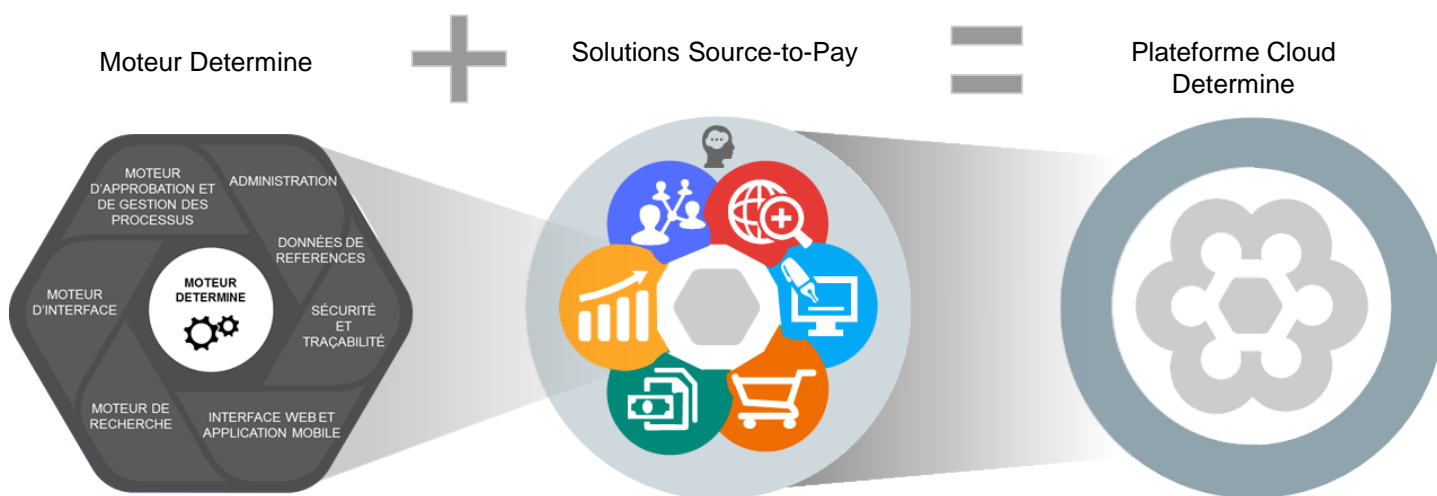 Moteur Determine
Solutions Source-to-Pay
Plateforme Cloud
Determine
MOTEUR
D'APPROBATION ET
DE GESTION DES
PROCESSUS
ADMINISTRATION
DONNÉES DE
REFERENCES
MOTEUR
D'INTERFACE
MOTEUR
DETERMINE
SÉCURITÉ
ET
TRAÇABILITÉ
MOTEUR DE
RECHERCHE
INTERFACE WEB ET
APPLICATION MOBILE